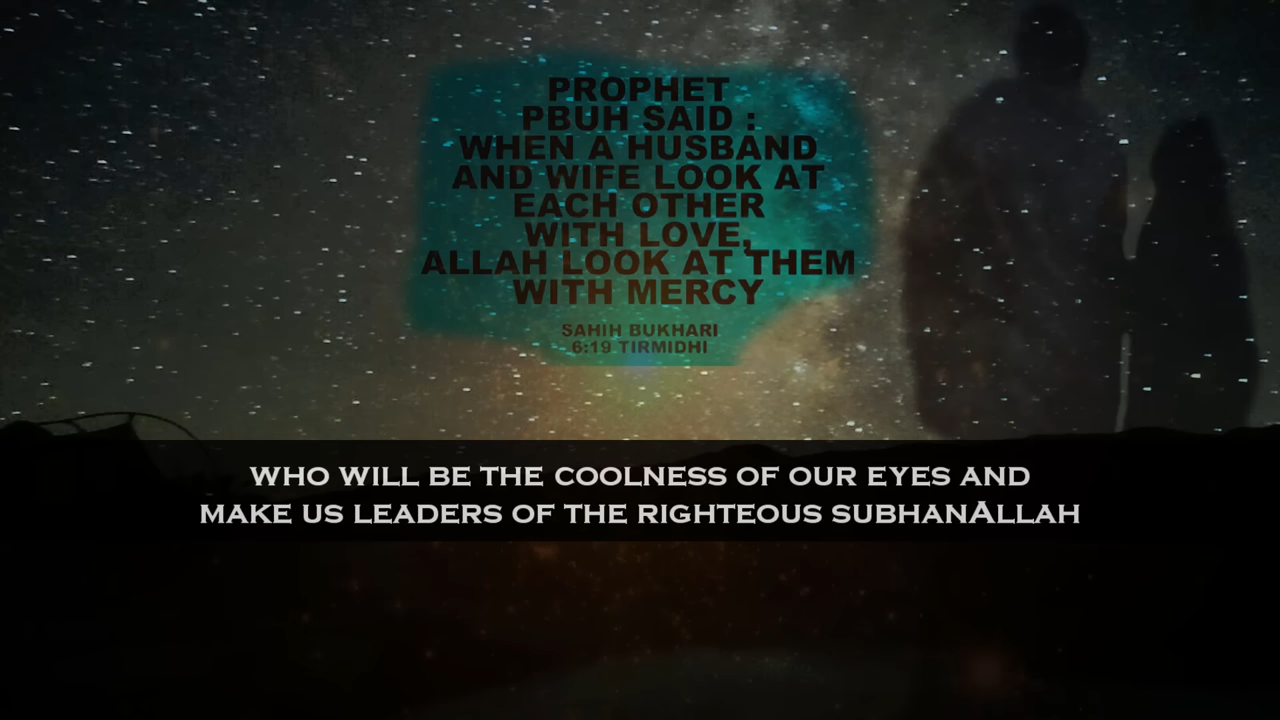 PROPHET
PBUH SAID :
WHEN A HUSBAND
AND WIFE LOOK AT
EACH OTHER
WITH LOVE,
ALLAH LOOK AT THEM
WITH MERCY
SAHIH BUKHARI
6:19 TIRMIDHI
WHO WILL BE THE COOLNESS OF OUR EYES AND
MAKE US LEADERS OF THE RIGHTEOUS SUBHANALLAH